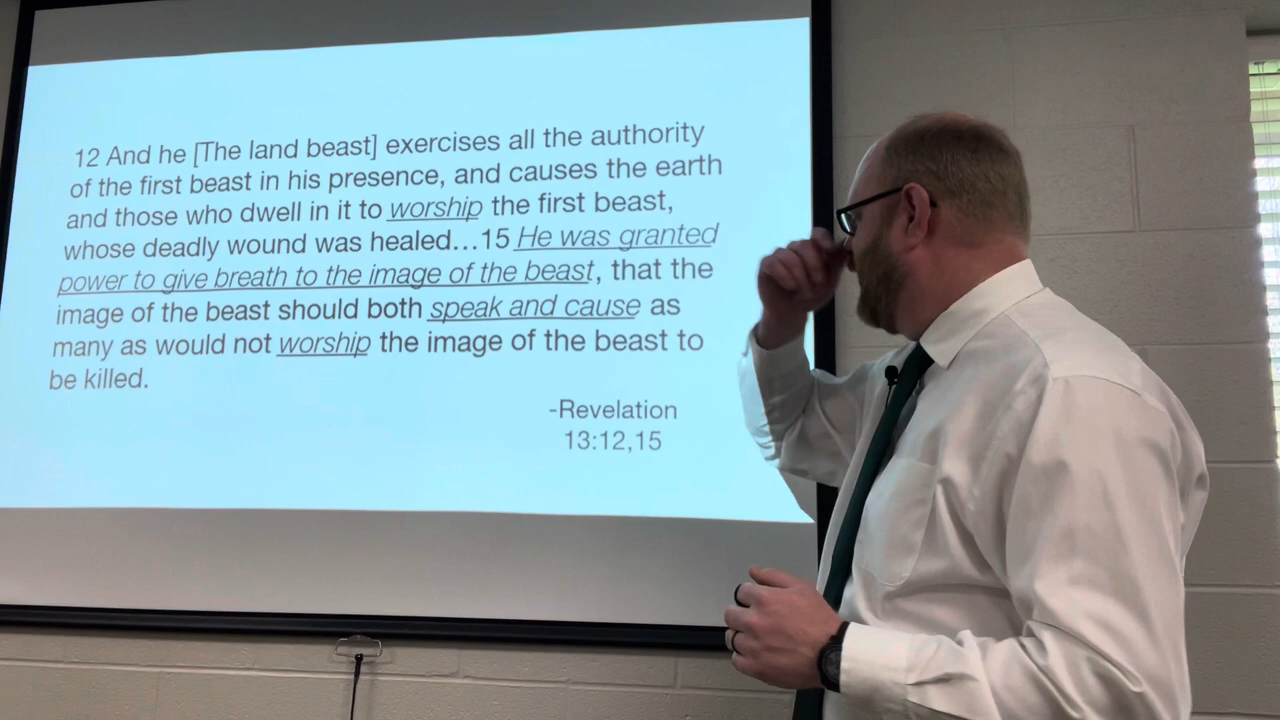 12 And he [The land beast] exercises all the authority
of the first beast in his presence, and causes the earth
and those who dwell in it to worship the first beast,
whose deadly wound was healed…15 He was granted
power to give breath to the image of the beast, that the
image of the beast should both speak and cause as
many as would not worship the image of the beast to
be killed.
-Revelation
13:12,15